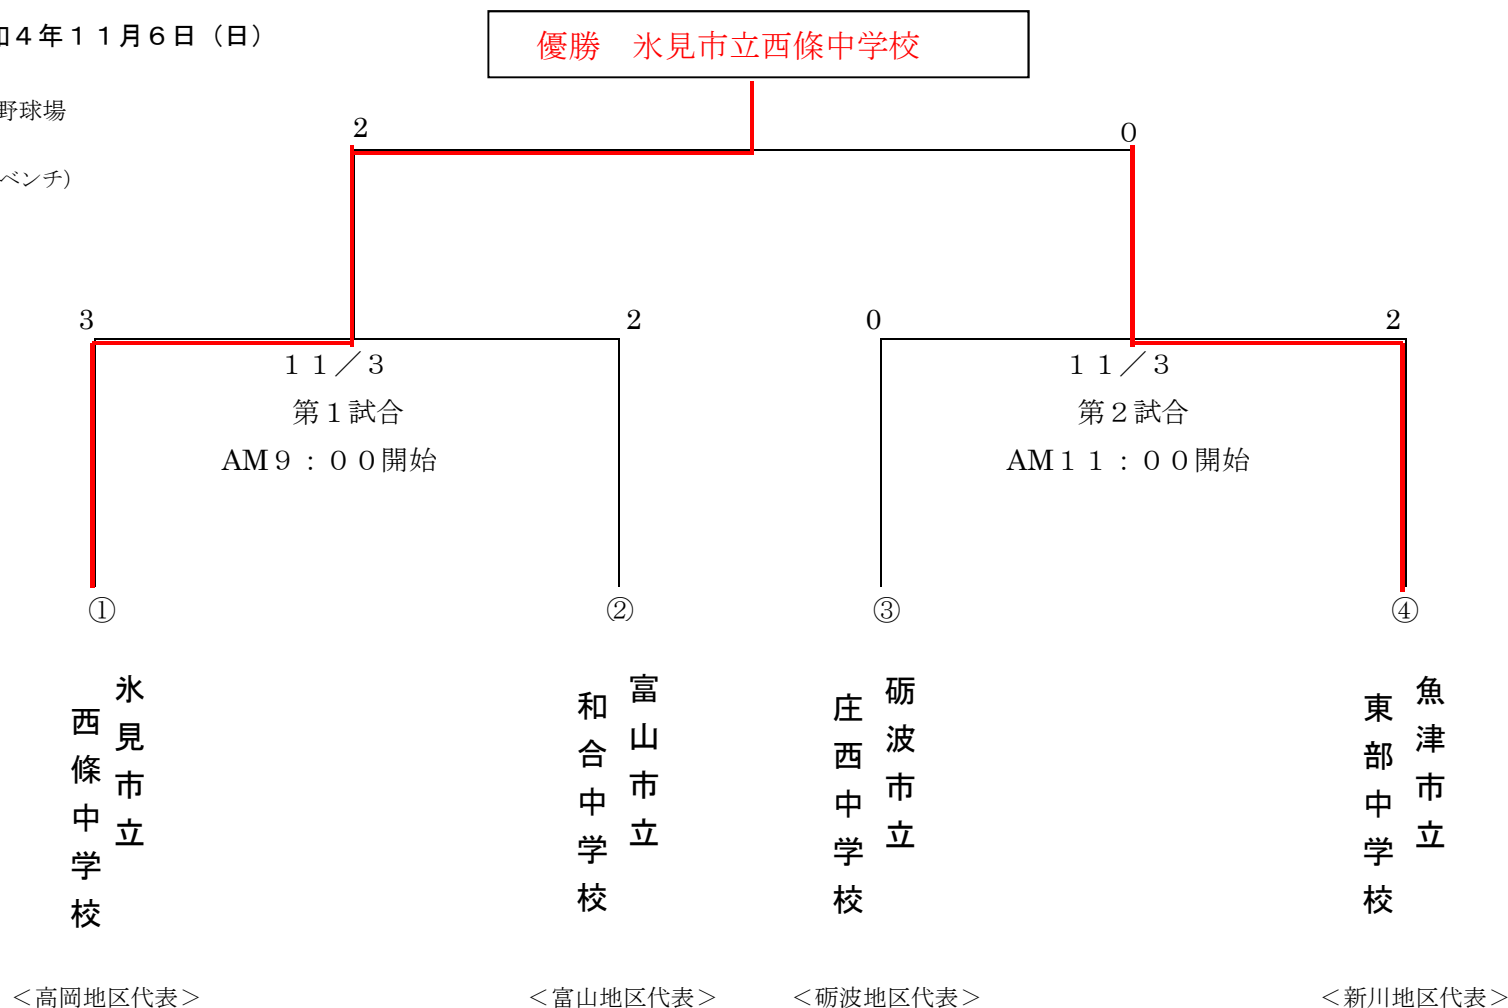 ４年１１月６日（日）
優勝　氷見市立西條中学校
野球場
2
0
ベンチ）
3
2
0
2
１１／３
１１／３
第１試合
第２試合
AM９：００開始
AM１１：００開始
①
②
③
④
氷見市立
西條中学校
富山市立
和合中学校
砺波市立
庄西中学校
魚津市立
東部中学校
＜高岡地区代表＞
＜富山地区代表＞
＜砺波地区代表＞
＜新川地区代表＞